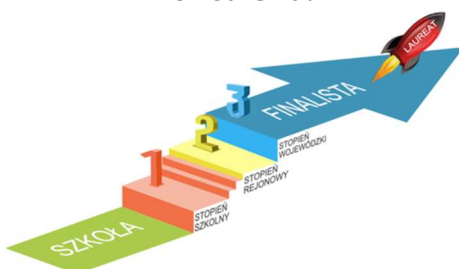 SZKOŁA
1
STOPIEŃ
SZKOLNY
2
STOPIEŃ
REJONOWY
3
STOPIEŃ
WOJEWÓDZKI
FINALISTA
LAUREAT